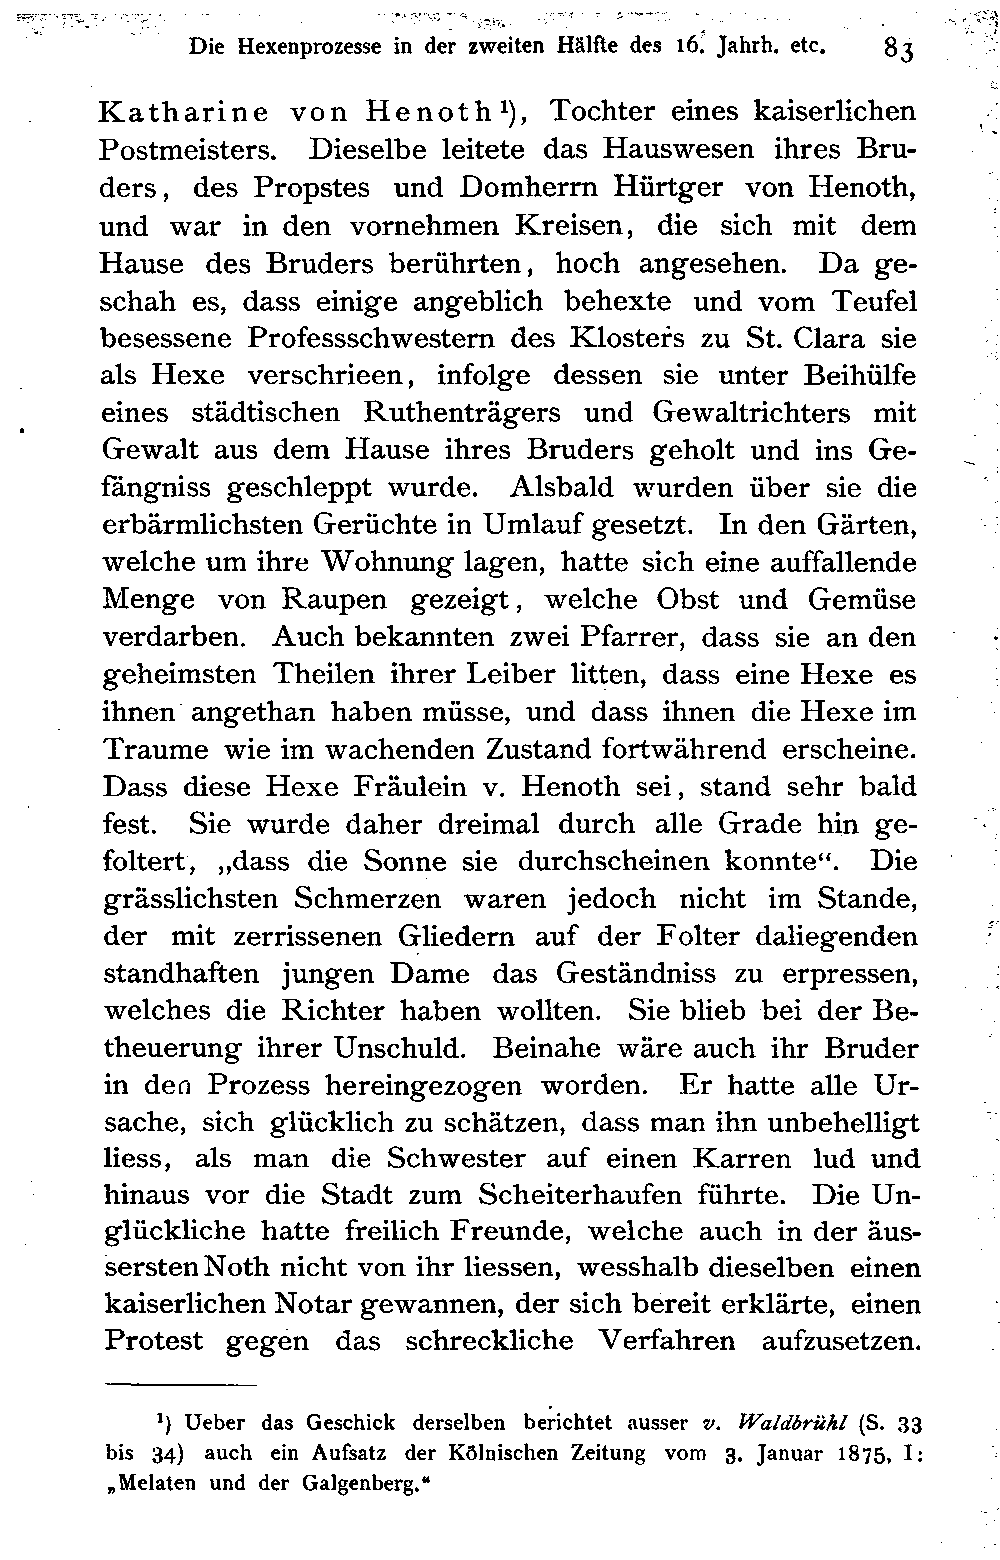 Die Hexenprozesse in der zweiten Hälfte des 16. Jahrh. etc. 83
Katharine von Henoth¹), Tochter eines kaiserlichen
Postmeisters. Dieselbe leitete das Hauswesen ihres Bru-
ders, des Propstes und Domherrn Hürtger von Henoth,
und war in den vornehmen Kreisen, die sich mit dem
Hause des Bruders berührten, hoch angesehen. Da ge-
schah es, dass einige angeblich behexte und vom Teufel
besessene Professschwestern des Klosters zu St. Clara sie
als Hexe verschrieen, infolge dessen sie unter Beihülfe
eines städtischen Ruthenträgers und Gewaltrichters mit
Gewalt aus dem Hause ihres Bruders geholt und ins Ge-
fängniss geschleppt wurde. Alsbald wurden über sie die
erbärmlichsten Gerüchte in Umlauf gesetzt. In den Gärten,
welche um ihre Wohnung lagen, hatte sich eine auffallende
Menge von Raupen gezeigt, welche Obst und Gemüse
verdarben. Auch bekannten zwei Pfarrer, dass sie an den
geheimsten Theilen ihrer Leiber litten, dass eine Hexe es
ihnen angethan haben müsse, und dass ihnen die Hexe im
Traume wie im wachenden Zustand fortwährend erscheine.
Dass diese Hexe Fräulein v. Henoth sei, stand sehr bald
fest. Sie wurde daher dreimal durch alle Grade hin ge-
foltert, „dass die Sonne sie durchscheinen konnte“. Die
grässlichsten Schmerzen waren jedoch nicht im Stande,
der mit zerrissenen Gliedern auf der Folter daliegenden
standhaften jungen Dame das Geständniss zu erpressen,
welches die Richter haben wollten. Sie blieb bei der Be-
theuerung ihrer Unschuld. Beinahe wäre auch ihr Bruder
in den Prozess hereingezogen worden. Er hatte alle Ur-
sache, sich glücklich zu schätzen, dass man ihn unbehelligt
liess, als man die Schwester auf einen Karren lud und
hinaus vor die Stadt zum Scheiterhaufen führte. Die Un-
glückliche hatte freilich Freunde, welche auch in der äus-
sersten Noth nicht von ihr liessen, wesshalb dieselben einen
kaiserlichen Notar gewannen, der sich bereit erklärte, einen
Protest gegen das schreckliche Verfahren aufzusetzen.
¹) Ueber das Geschick derselben berichtet ausser v. Waldbrühl (S. 33
bis 34) auch ein Aufsatz der Kölnischen Zeitung vom 3. Januar 1875, I:
„Melaten und der Galgenberg.“